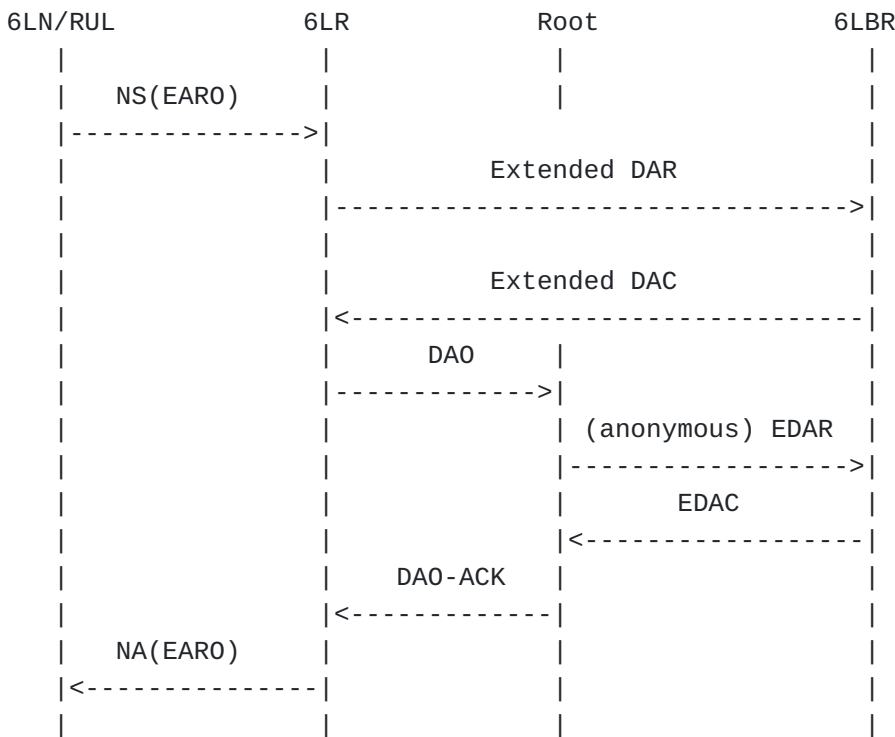 6LN/RUL 6LR Root 6LBR
NS(EARO)
Extended DAR
Extended DAC
DAO
(anonymous) EDAR
EDAC
DAO-ACK
NA(EARO)